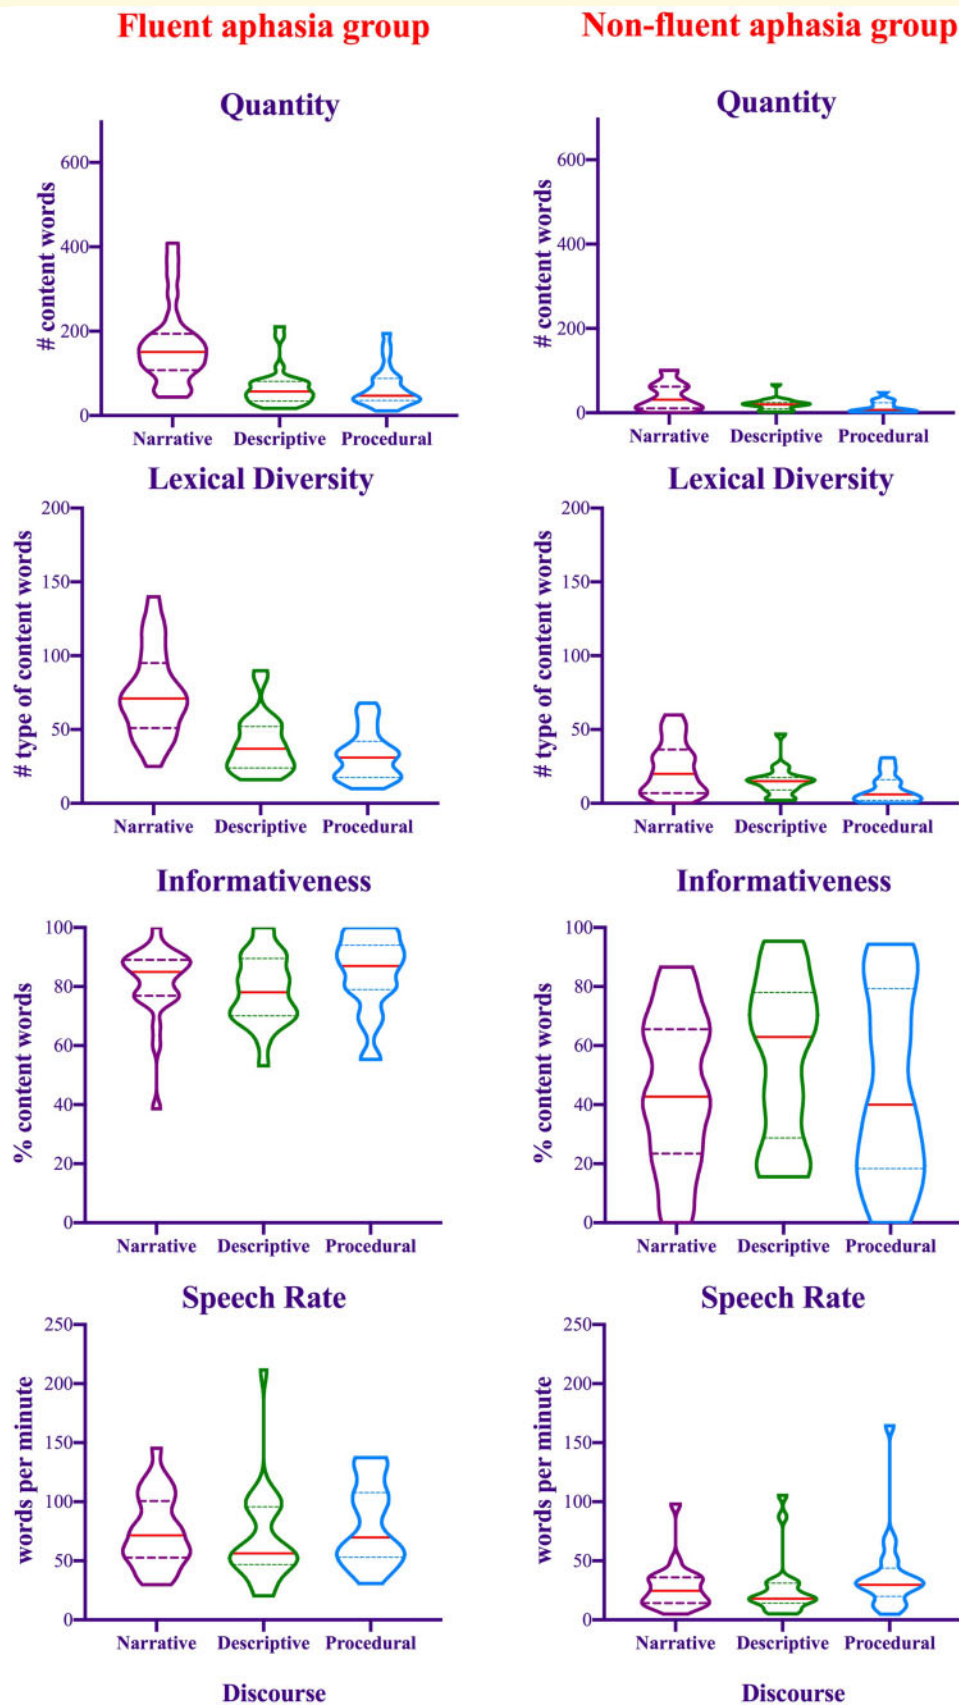 Fluent aphasia group
Non-fluent aphasia group
Quantity
Quantity
# content words
600
400
200
0
Narrative Descriptive Procedural
# content words
600
400
200
0
Narrative Descriptive Procedural
Lexical Diversity
Lexical Diversity
# type of content words
200
150
100
50
0
Narrative Descriptive Procedural
# type of content words
200
150
100
50
0
Narrative Descriptive Procedural
Informativeness
Informativeness
% content words
100
80
60
40
20
0
Narrative Descriptive Procedural
% content words
100
80
60
40
20
0
Narrative Descriptive Procedural
Speech Rate
Speech Rate
words per minute
250
200
150
100
50
0
Narrative Descriptive Procedural
words per minute
250
200
150
100
50
0
Narrative Descriptive Procedural
Discourse
Discourse